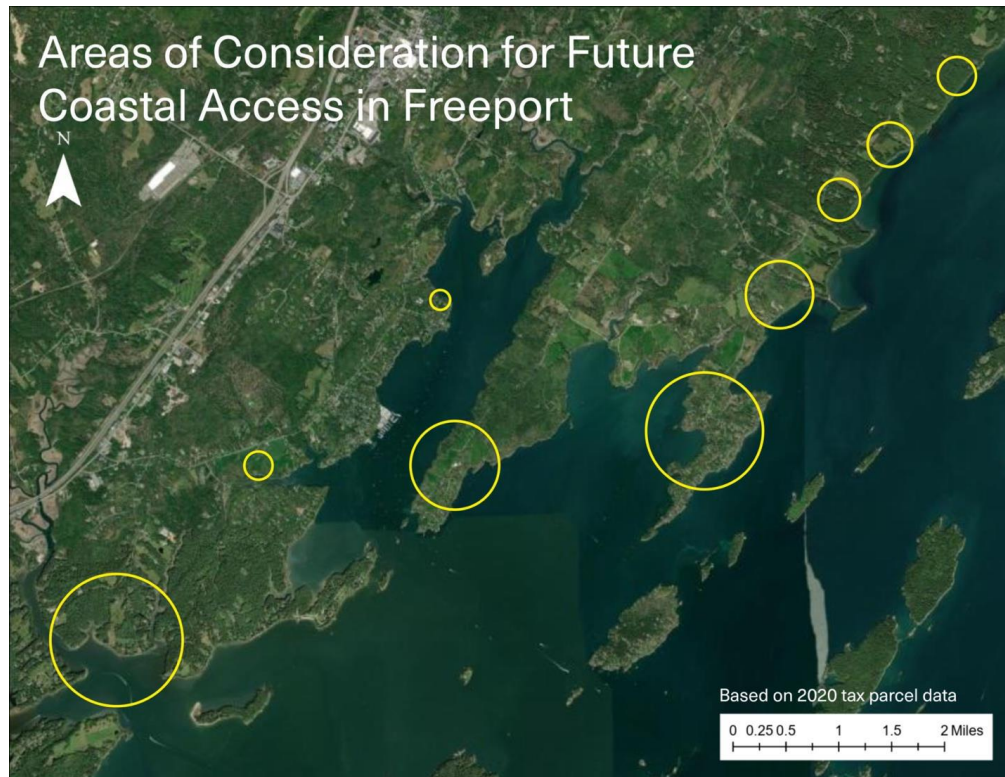 Areas of Consideration for Future
Coastal Access in Freeport
N
Based on 2020 tax parcel data
0 0.25 0.5 1 1.5 2 Miles